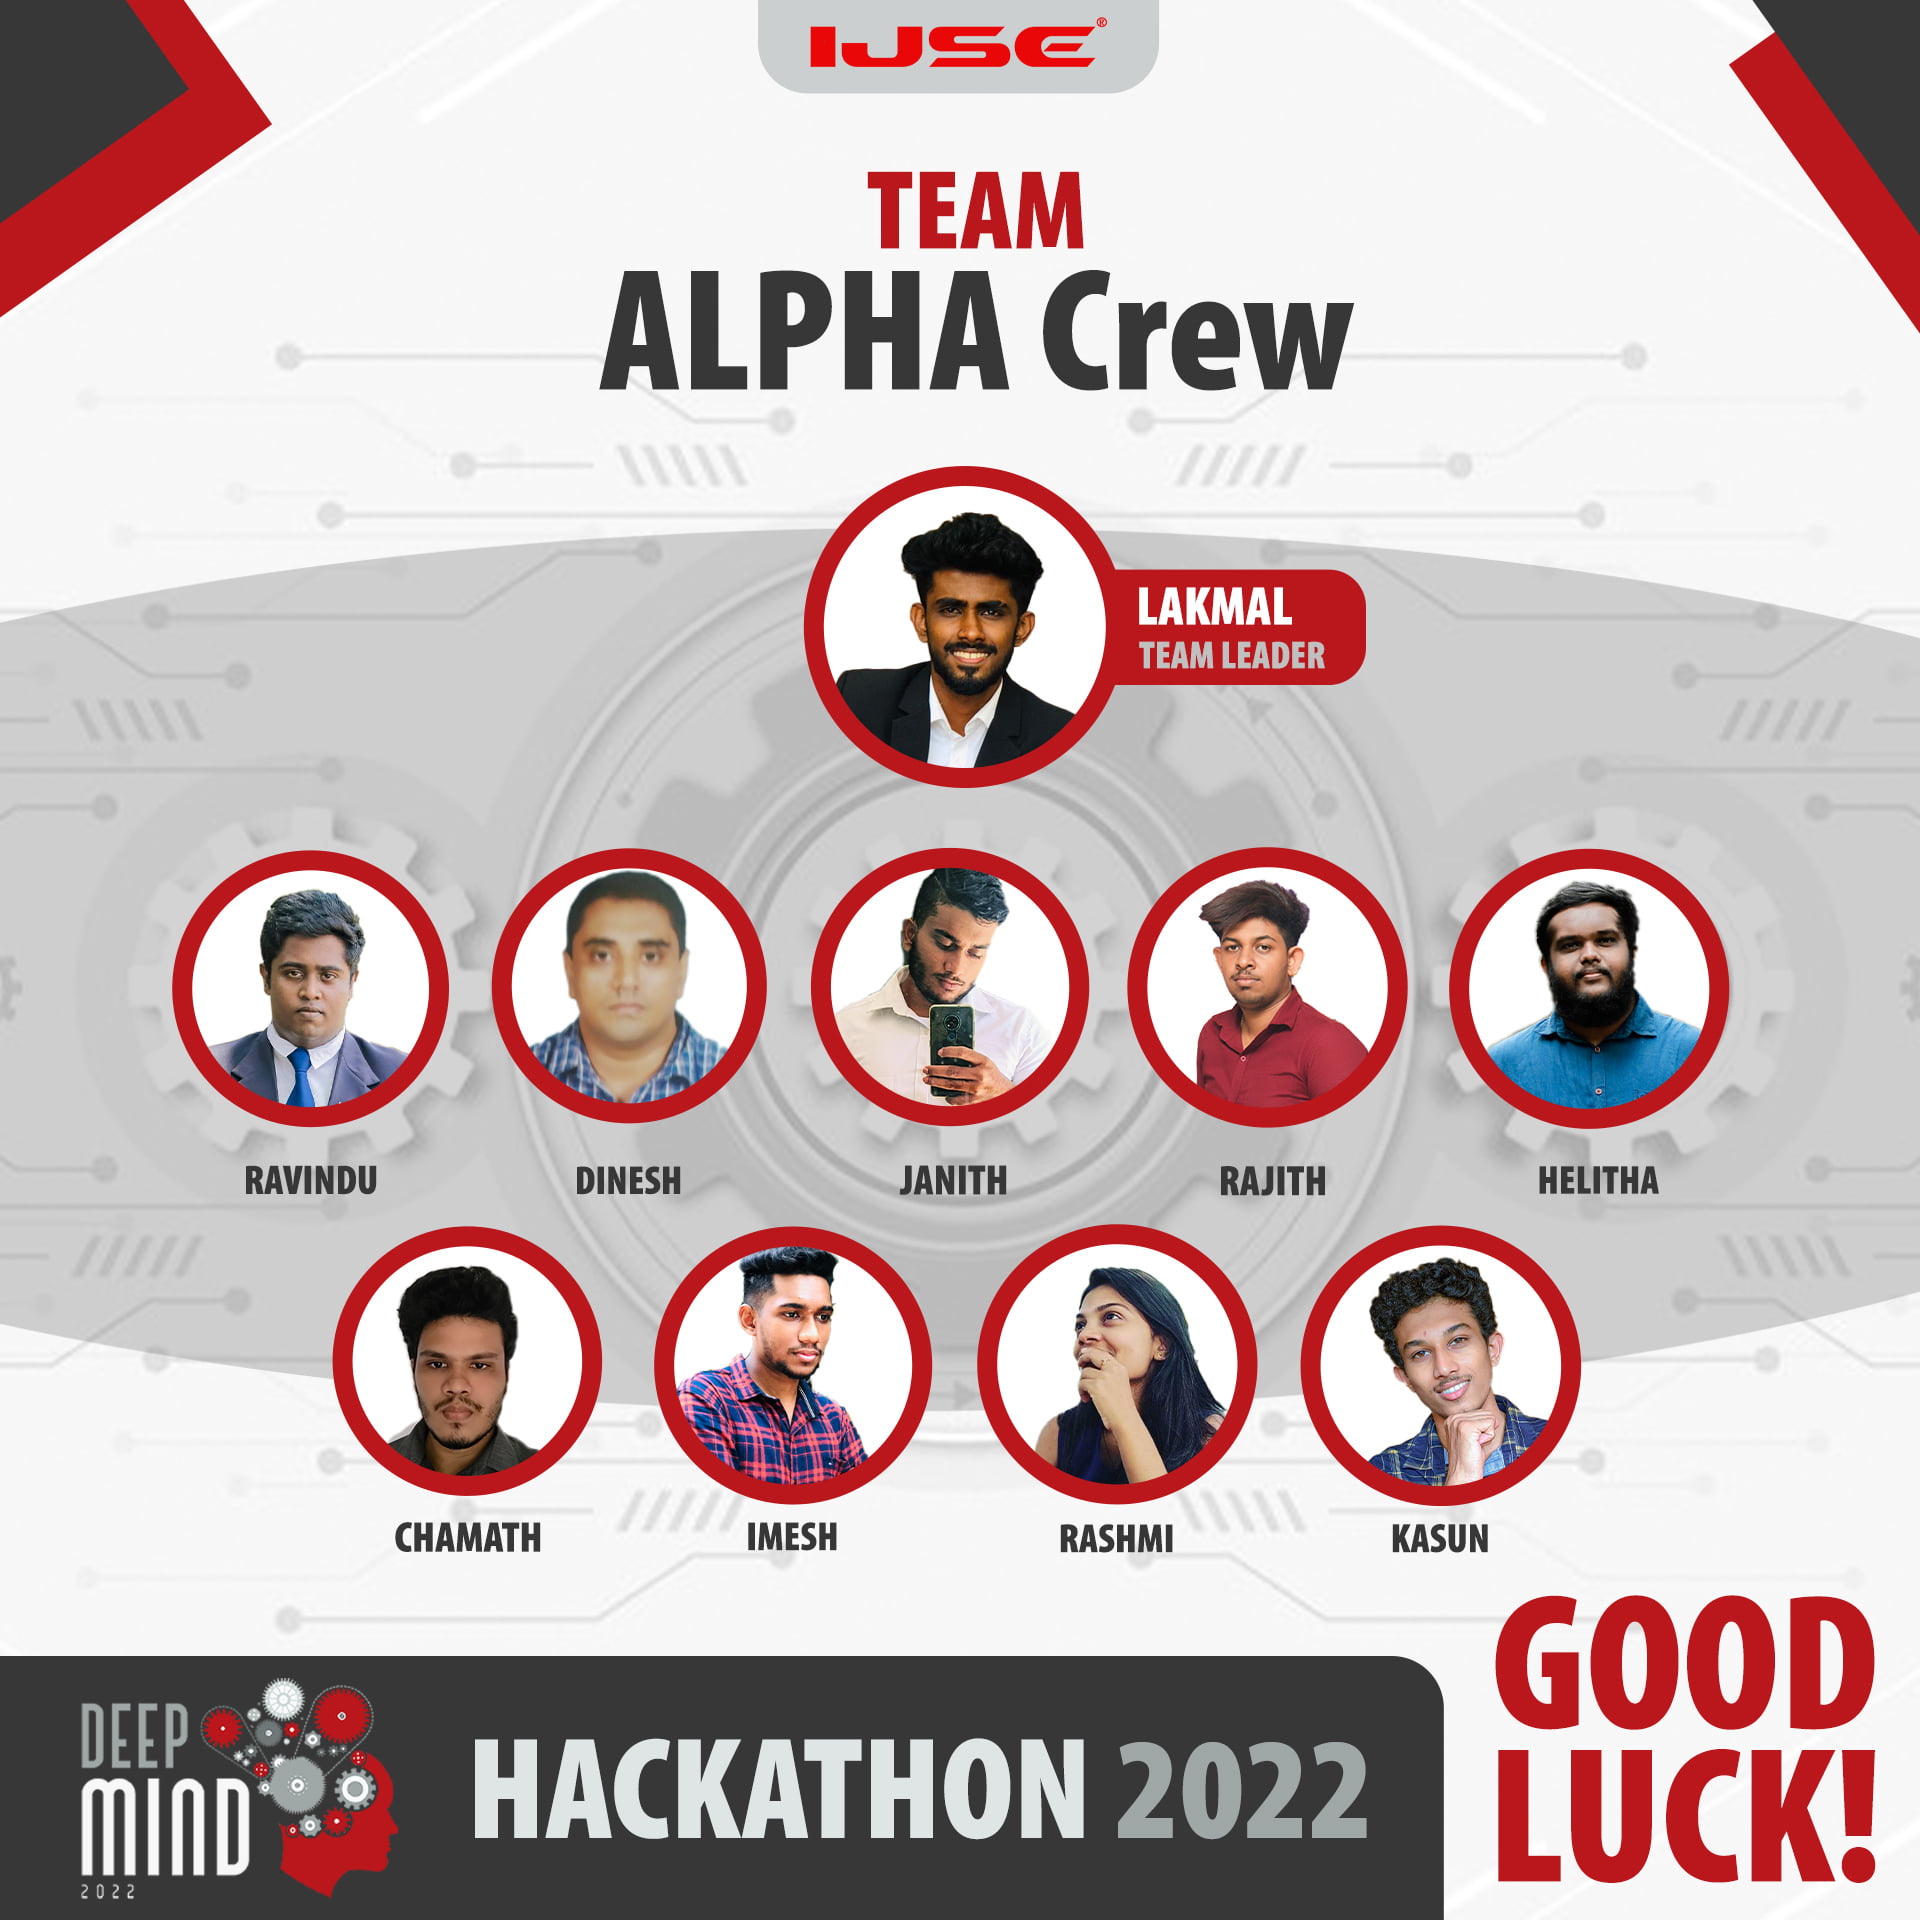 IJSE®
TEAM
ALPHA Crew
LAKMAL
TEAM LEADER
RAVINDU
DINESH
JANITH
RAJITH
HELITHA
CHAMATH
IMESH
RASHMI
KASUN
DEEP
MIND
2022
HACKATHON 2022
GOOD
LUCK!